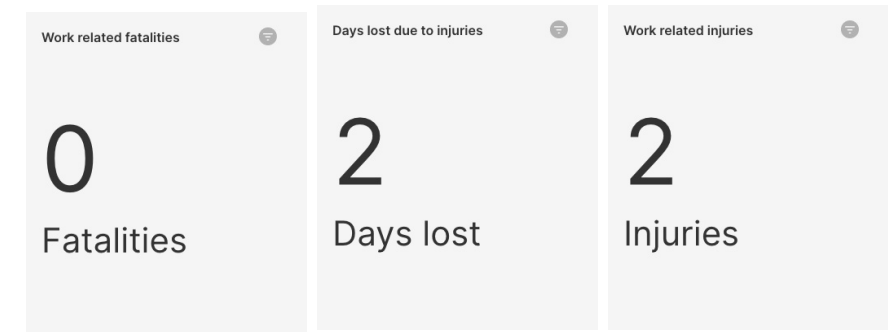 Work related fatalities
0
Fatalities
Days lost due to injuries
2
Days lost
Work related injuries
2
Injuries